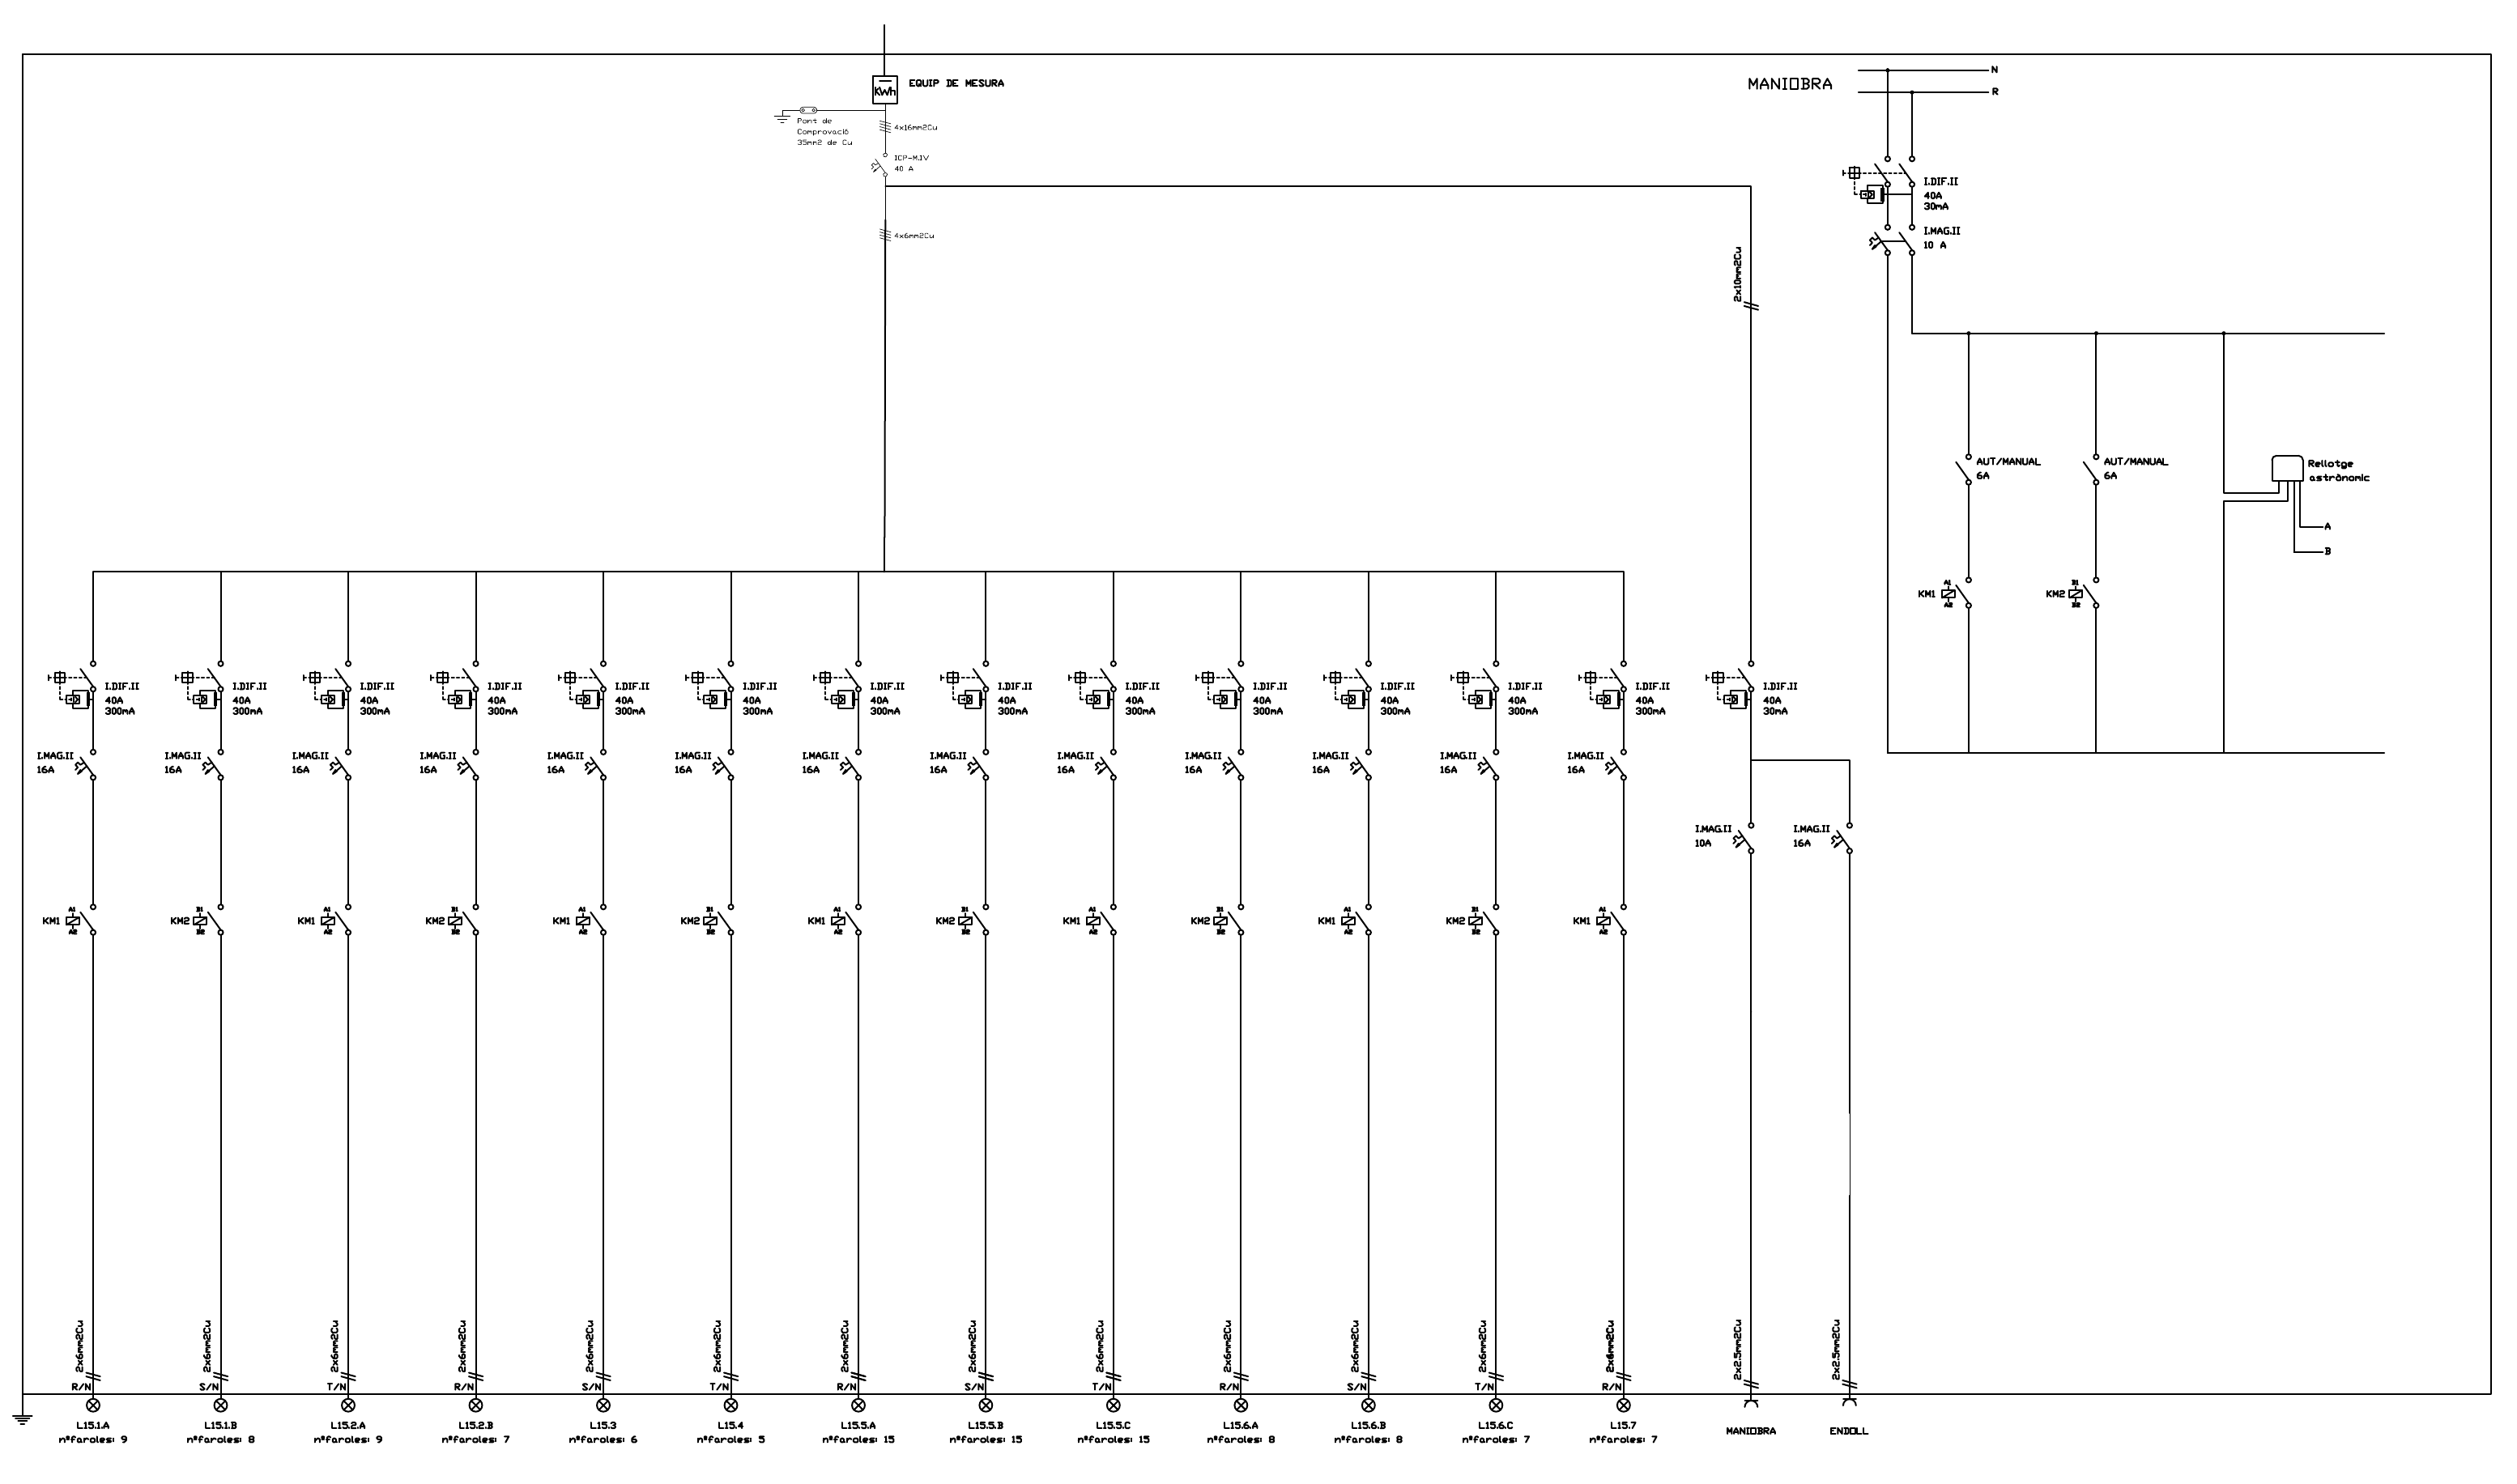 EQUIP DE MESURA
KWh
Pont de
Comprovació
35mm2 de Cu
4x16mm2Cu
ICP-M.IV
40 A
4x6mm2Cu
2x10mm2Cu
MANIOBRA
N
R
I.DIF.II
40A
30mA
I.MAG.II
10 A
AUT/MANUAL
6A
AUT/MANUAL
6A
Rellotge
astrònomic
A
B
KM1
A1
A2
KM2
B1
B2
I.DIF.II
40A
300mA
I.DIF.II
40A
300mA
I.DIF.II
40A
300mA
I.DIF.II
40A
300mA
I.DIF.II
40A
300mA
I.DIF.II
40A
300mA
I.DIF.II
40A
300mA
I.DIF.II
40A
300mA
I.DIF.II
40A
300mA
I.DIF.II
40A
300mA
I.DIF.II
40A
300mA
I.DIF.II
40A
300mA
I.DIF.II
40A
300mA
I.DIF.II
40A
30mA
I.MAG.II
16A
I.MAG.II
16A
I.MAG.II
16A
I.MAG.II
16A
I.MAG.II
16A
I.MAG.II
16A
I.MAG.II
16A
I.MAG.II
16A
I.MAG.II
16A
I.MAG.II
16A
I.MAG.II
16A
I.MAG.II
16A
I.MAG.II
16A
I.MAG.II
10A
I.MAG.II
16A
KM1
A1
A2
KM2
B1
B2
KM1
A1
A2
KM2
B1
B2
KM1
A1
A2
KM2
B1
B2
KM1
A1
A2
KM2
B1
B2
KM1
A1
A2
KM2
B1
B2
KM1
A1
A2
KM2
B1
B2
KM1
A1
A2
2x6mm2Cu
R/N
L15.1.A
nºfaroles: 9
2x6mm2Cu
S/N
L15.1.B
nºfaroles: 8
2x6mm2Cu
T/N
L15.2.A
nºfaroles: 9
2x6mm2Cu
R/N
L15.2.B
nºfaroles: 7
2x6mm2Cu
S/N
L15.3
nºfaroles: 6
2x6mm2Cu
T/N
L15.4
nºfaroles: 5
2x6mm2Cu
R/N
L15.5.A
nºfaroles: 15
2x6mm2Cu
S/N
L15.5.B
nºfaroles: 15
2x6mm2Cu
T/N
L15.5.C
nºfaroles: 15
2x6mm2Cu
R/N
L15.6.A
nºfaroles: 8
2x6mm2Cu
S/N
L15.6.B
nºfaroles: 8
2x6mm2Cu
T/N
L15.6.C
nºfaroles: 7
2x6mm2Cu
R/N
L15.7
nºfaroles: 7
2x2.5mm2Cu
MANIOBRA
2x2.5mm2Cu
ENDOLL